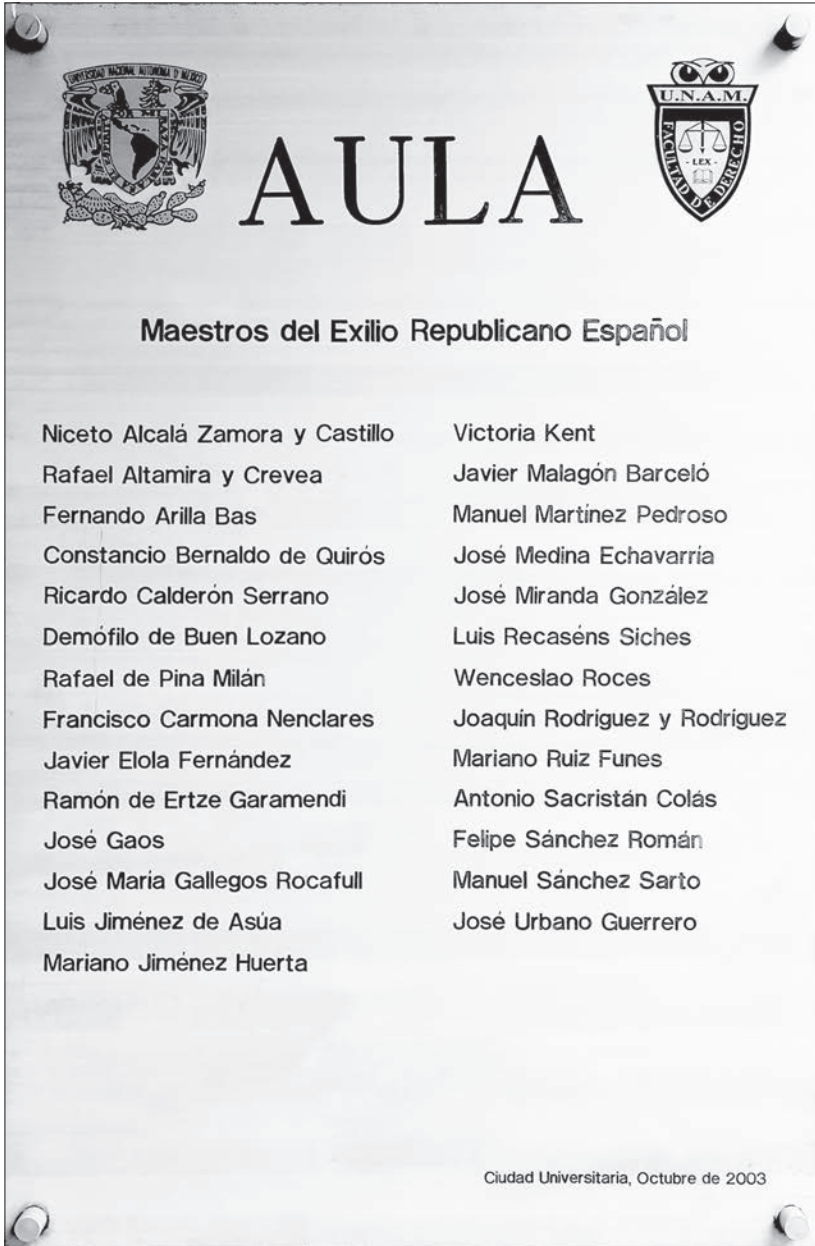 UNIVERSIDAD NACIONAL AUTONOMA D MEXICO
U.N.A.M.
FACULTAD DE DERECHO
- LEX -
AULA
Maestros del Exilio Republicano Español
Niceto Alcalá Zamora y Castillo
Rafael Altamira y Crevea
Fernando Arilla Bas
Constancio Bernaldo de Quirós
Ricardo Calderón Serrano
Demófilo de Buen Lozano
Rafael de Pina Milán
Francisco Carmona Nenclares
Javier Elola Fernández
Ramón de Ertze Garamendi
José Gaos
José María Gallegos Rocafull
Luis Jiménez de Asúa
Mariano Jiménez Huerta
Victoria Kent
Javier Malagón Barceló
Manuel Martínez Pedroso
José Medina Echavarría
José Miranda González
Luis Recaséns Siches
Wenceslao Roces
Joaquín Rodríguez y Rodríguez
Mariano Ruiz Funes
Antonio Sacristán Colás
Felipe Sánchez Román
Manuel Sánchez Sarto
José Urbano Guerrero
Ciudad Universitaria, Octubre de 2003